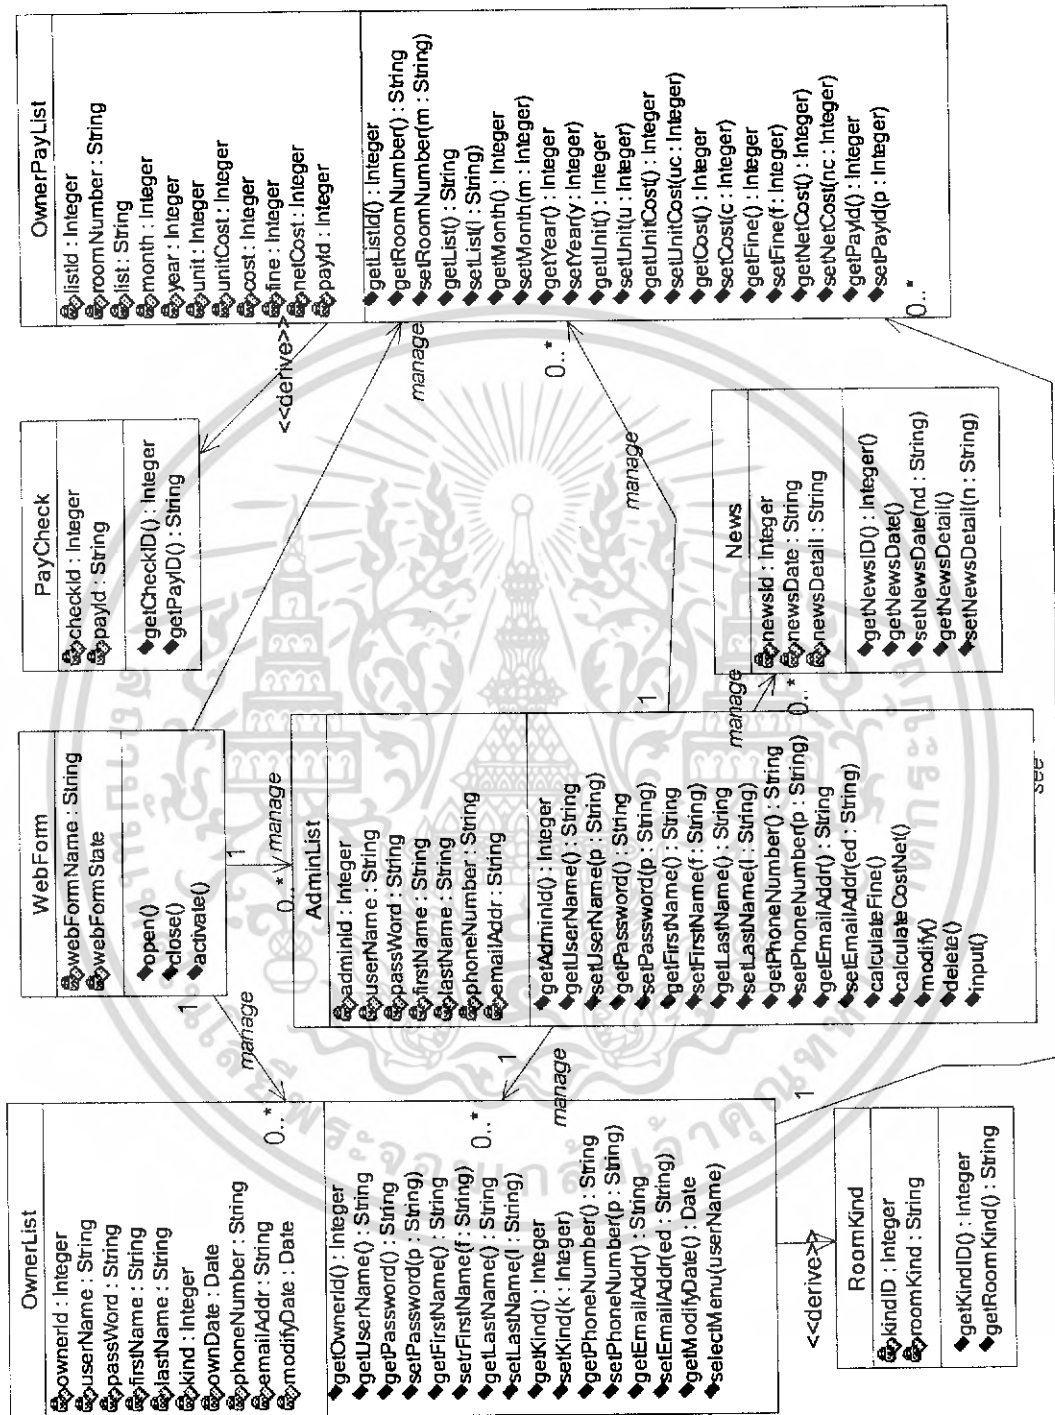 OwnerList
ownerId : Integer
userName : String
passWord : String
firstName : String
lastName : String
kind : Integer
ownDate : Date
phoneNumber : String
emailAddr : String
modifyDate : Date
getOwnerId() : Integer
getUserName() : String
getPassword() : String
setPassword(p : String)
getFirstName() : String
setrFirstName(f : String)
getLastName() : String
setLastName(l : String)
getKind() : Integer
setKind(k : Integer)
getPhoneNumber() : String
setPhoneNumber(p : String)
getEmailAddr() : String
setEmailAddr(ed : String)
getModifyDate() : Date
selectMenu(userName)
<<derive>>
RoomKind
kindID : Integer
roomKind : String
getKindID() : Integer
getRoomKind() : String
WebForm
webFormName : String
webFormState
open()
close()
activate()
1
manage
0..*
1
0..*
manage
AdminList
adminId : Integer
userName : String
passWord : String
firstName : String
lastName : String
phoneNumber : String
emailAddr : String
getAdminId() : Integer
getUserName() : String
setUserName(p : String)
getPassword() : String
setPassword(p : String)
getFirstName() : String
setFirstName(f : String)
getLastName() : String
setLastName(l : String)
getPhoneNumber() : String
setPhoneNumber(p : String)
getEmailAddr() : String
setEmailAddr(ed : String)
calculateFine()
calculateCostNet()
modify()
delete()
input()
1
manage
0..*
1
see
PayCheck
checkId : Integer
payId : String
getCheckID() : Integer
getPayID() : String
<<derive>>
manage
1
manage
0..*
manage
0..*
News
newsId : Integer
newsDate : String
newsDetail : String
getNewsID() : Integer()
getNewsDate()
setNewsDate(nd : String)
getNewsDetail()
setNewsDetail(n : String)
OwnerPayList
listId : Integer
roomNumber : String
list : String
month : Integer
year : Integer
unit : Integer
unitCost : Integer
cost : Integer
fine : Integer
netCost : Integer
payId : Integer
getListId() : Integer
getRoomNumber() : String
setRoomNumber(m : String)
getList() : String
setList(l : String)
getMonth() : Integer
setMonth(m : Integer)
getYear() : Integer
setYear(y : Integer)
getUnit() : Integer
setUnit(u : Integer)
getUnitCost() : Integer
setUnitCost(uc : Integer)
getCost() : Integer
setCost(c : Integer)
getFine() : Integer
setFine(f : Integer)
getNetCost() : Integer
setNetCost(nc : Integer)
getPayId() : Integer
setPayId(p : Integer)
0..*